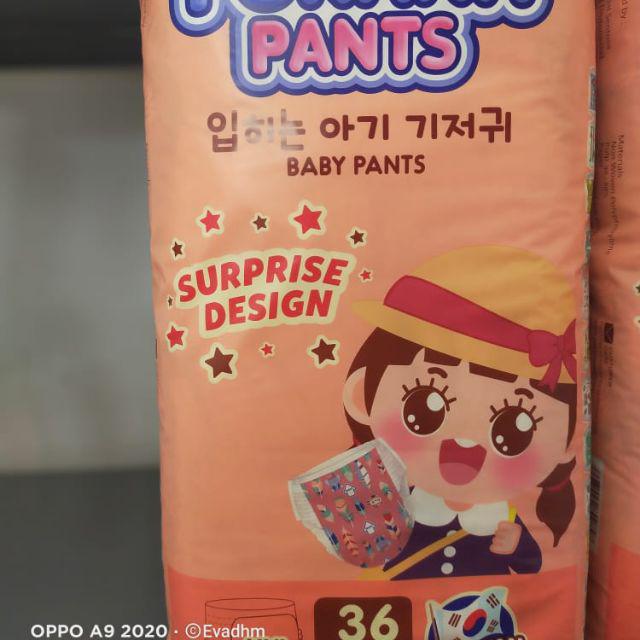 PANTS
입히는 아기 기저귀
BABY PANTS
SURPRISE
DESIGN
36
OPPO A9 2020 · ©Evadhm